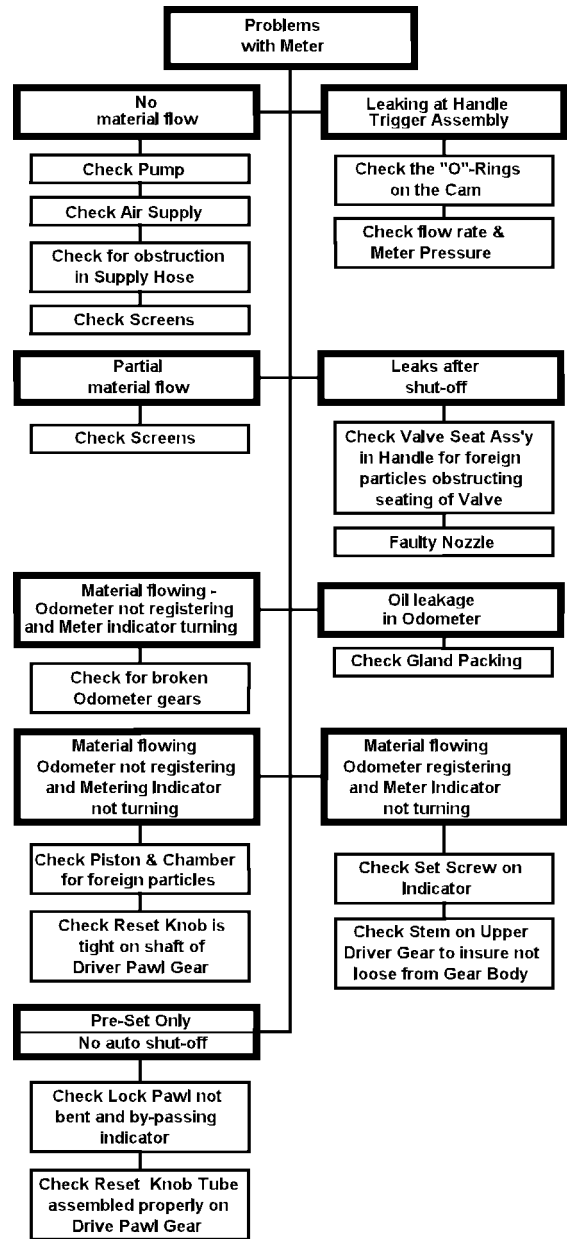 Problems
with Meter
No
material flow
Check Pump
Check Air Supply
Check for obstruction
in Supply Hose
Check Screens
Leaking at Handle
Trigger Assembly
Check the "O"-Rings
on the Cam
Check flow rate &
Meter Pressure
Partial
material flow
Check Screens
Leaks after
shut-off
Check Valve Seat Ass'y
in Handle for foreign
particles obstructing
seating of Valve
Faulty Nozzle
Material flowing -
Odometer not registering
and Meter indicator turning
Check for broken
Odometer gears
Oil leakage
in Odometer
Check Gland Packing
Material flowing
Odometer not registering
and Metering Indicator
not turning
Check Piston & Chamber
for foreign particles
Check Reset Knob is
tight on shaft of
Driver Pawl Gear
Material flowing
Odometer registering
and Meter Indicator
not turning
Check Set Screw on
Indicator
Check Stem on Upper
Driver Gear to insure not
loose from Gear Body
Pre-Set Only
No auto shut-off
Check Lock Pawl not
bent and by-passing
indicator
Check Reset Knob Tube
assembled properly on
Drive Pawl Gear